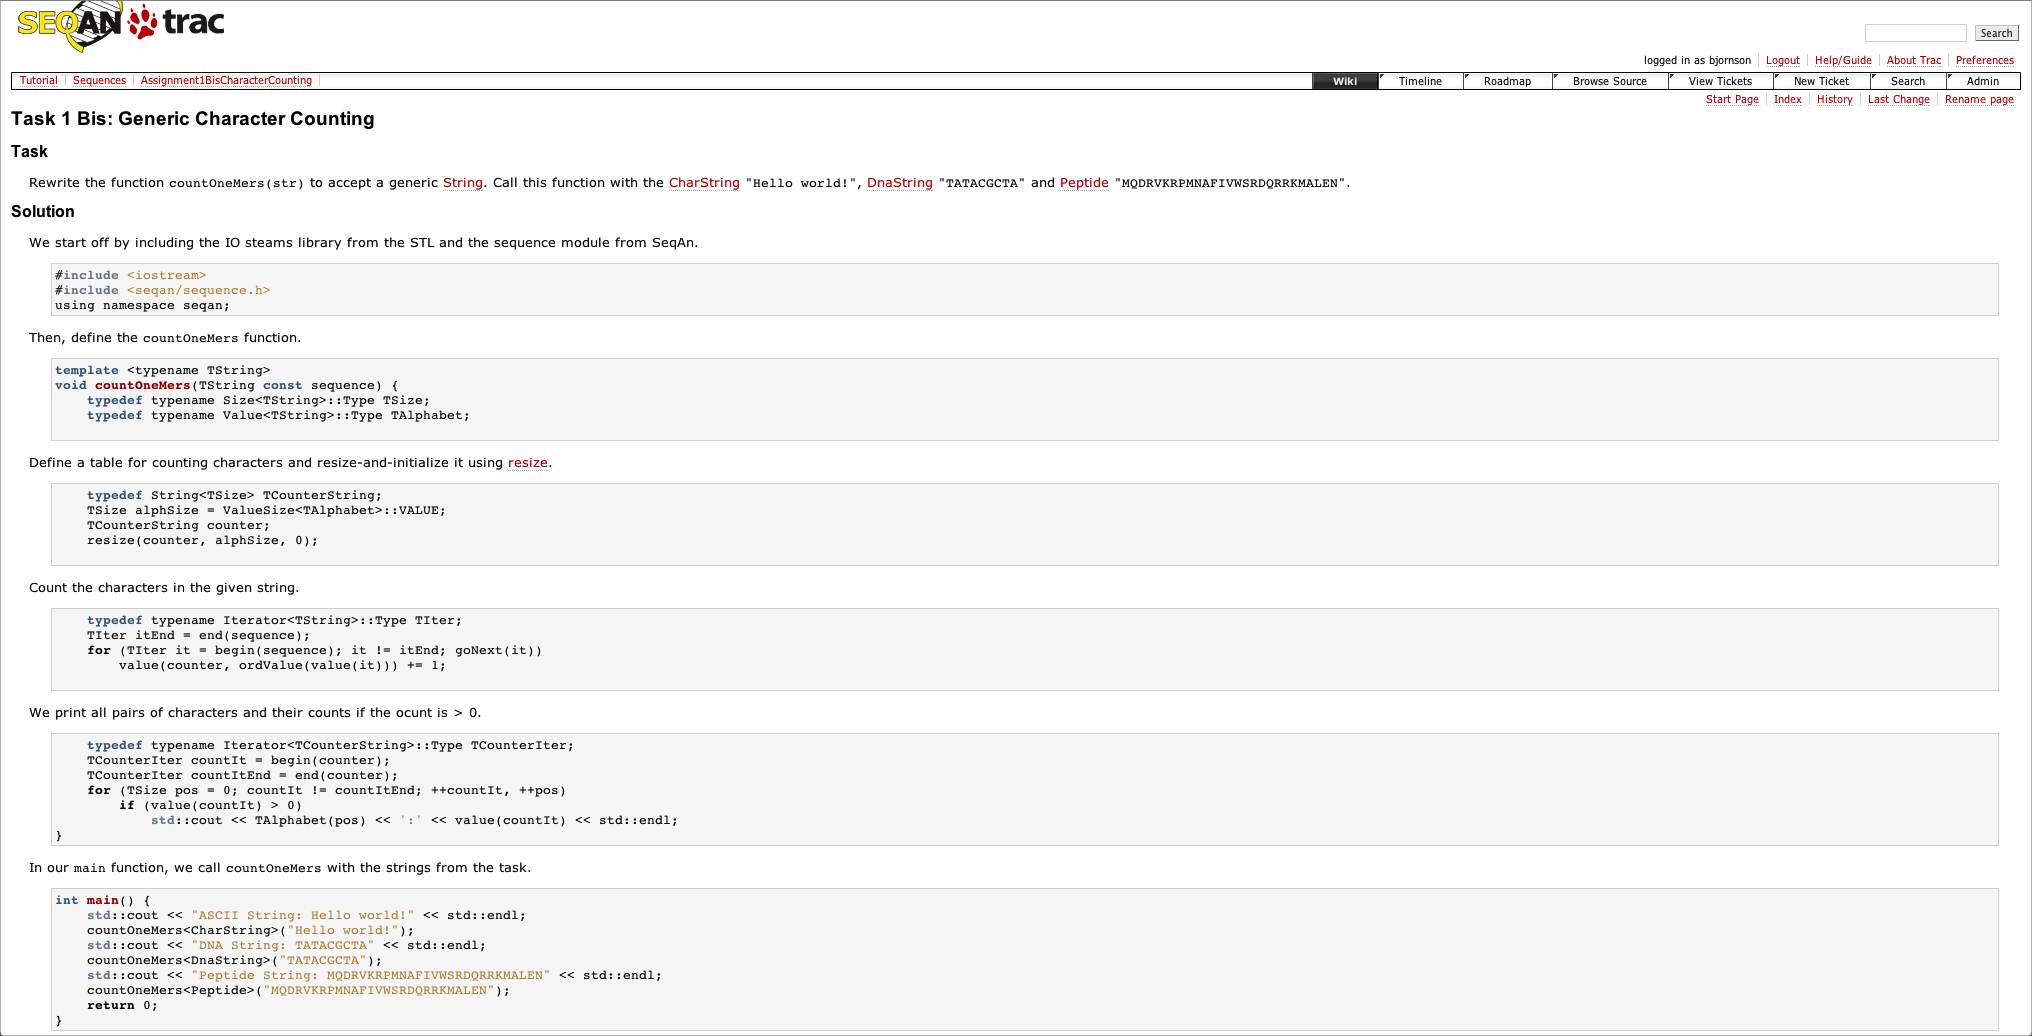 SEQAN trac
Search
logged in as bjornson Logout Help/Guide About Trac Preferences
Tutorial Sequences Assignment1BisCharacterCounting Wiki Timeline Roadmap Browse Source View Tickets New Ticket Search Admin
Start Page Index History Last Change Rename page
Task 1 Bis: Generic Character Counting
Task
Rewrite the function countOneMers(str) to accept a generic String. Call this function with the CharString "Hello world!", DnaString "TATACGCTA" and Peptide "MQDRVKRPMNAFIVWSRDQRRKMALEN".
Solution
We start off by including the IO steams library from the STL and the sequence module from SeqAn.
#include <iostream>
#include <seqan/sequence.h>
using namespace seqan;
Then, define the countOneMers function.
template <typename TString>
void countOneMers(TString const sequence) {
    typedef typename Size<TString>::Type TSize;
    typedef typename Value<TString>::Type TAlphabet;
Define a table for counting characters and resize-and-initialize it using resize.
    typedef String<TSize> TCounterString;
    TSize alphSize = ValueSize<TAlphabet>::VALUE;
    TCounterString counter;
    resize(counter, alphSize, 0);
Count the characters in the given string.
    typedef typename Iterator<TString>::Type TIter;
    TIter itEnd = end(sequence);
    for (TIter it = begin(sequence); it != itEnd; goNext(it))
        value(counter, ordValue(value(it))) += 1;
We print all pairs of characters and their counts if the ocunt is > 0.
    typedef typename Iterator<TCounterString>::Type TCounterIter;
    TCounterIter countIt = begin(counter);
    TCounterIter countItEnd = end(counter);
    for (TSize pos = 0; countIt != countItEnd; ++countIt, ++pos)
        if (value(countIt) > 0)
            std::cout << TAlphabet(pos) << ':' << value(countIt) << std::endl;
}
In our main function, we call countOneMers with the strings from the task.
int main() {
    std::cout << "ASCII String: Hello world!" << std::endl;
    countOneMers<CharString>("Hello world!");
    std::cout << "DNA String: TATACGCTA" << std::endl;
    countOneMers<DnaString>("TATACGCTA");
    std::cout << "Peptide String: MQDRVKRPMNAFIVWSRDQRRKMALEN" << std::endl;
    countOneMers<Peptide>("MQDRVKRPMNAFIVWSRDQRRKMALEN");
    return 0;
}